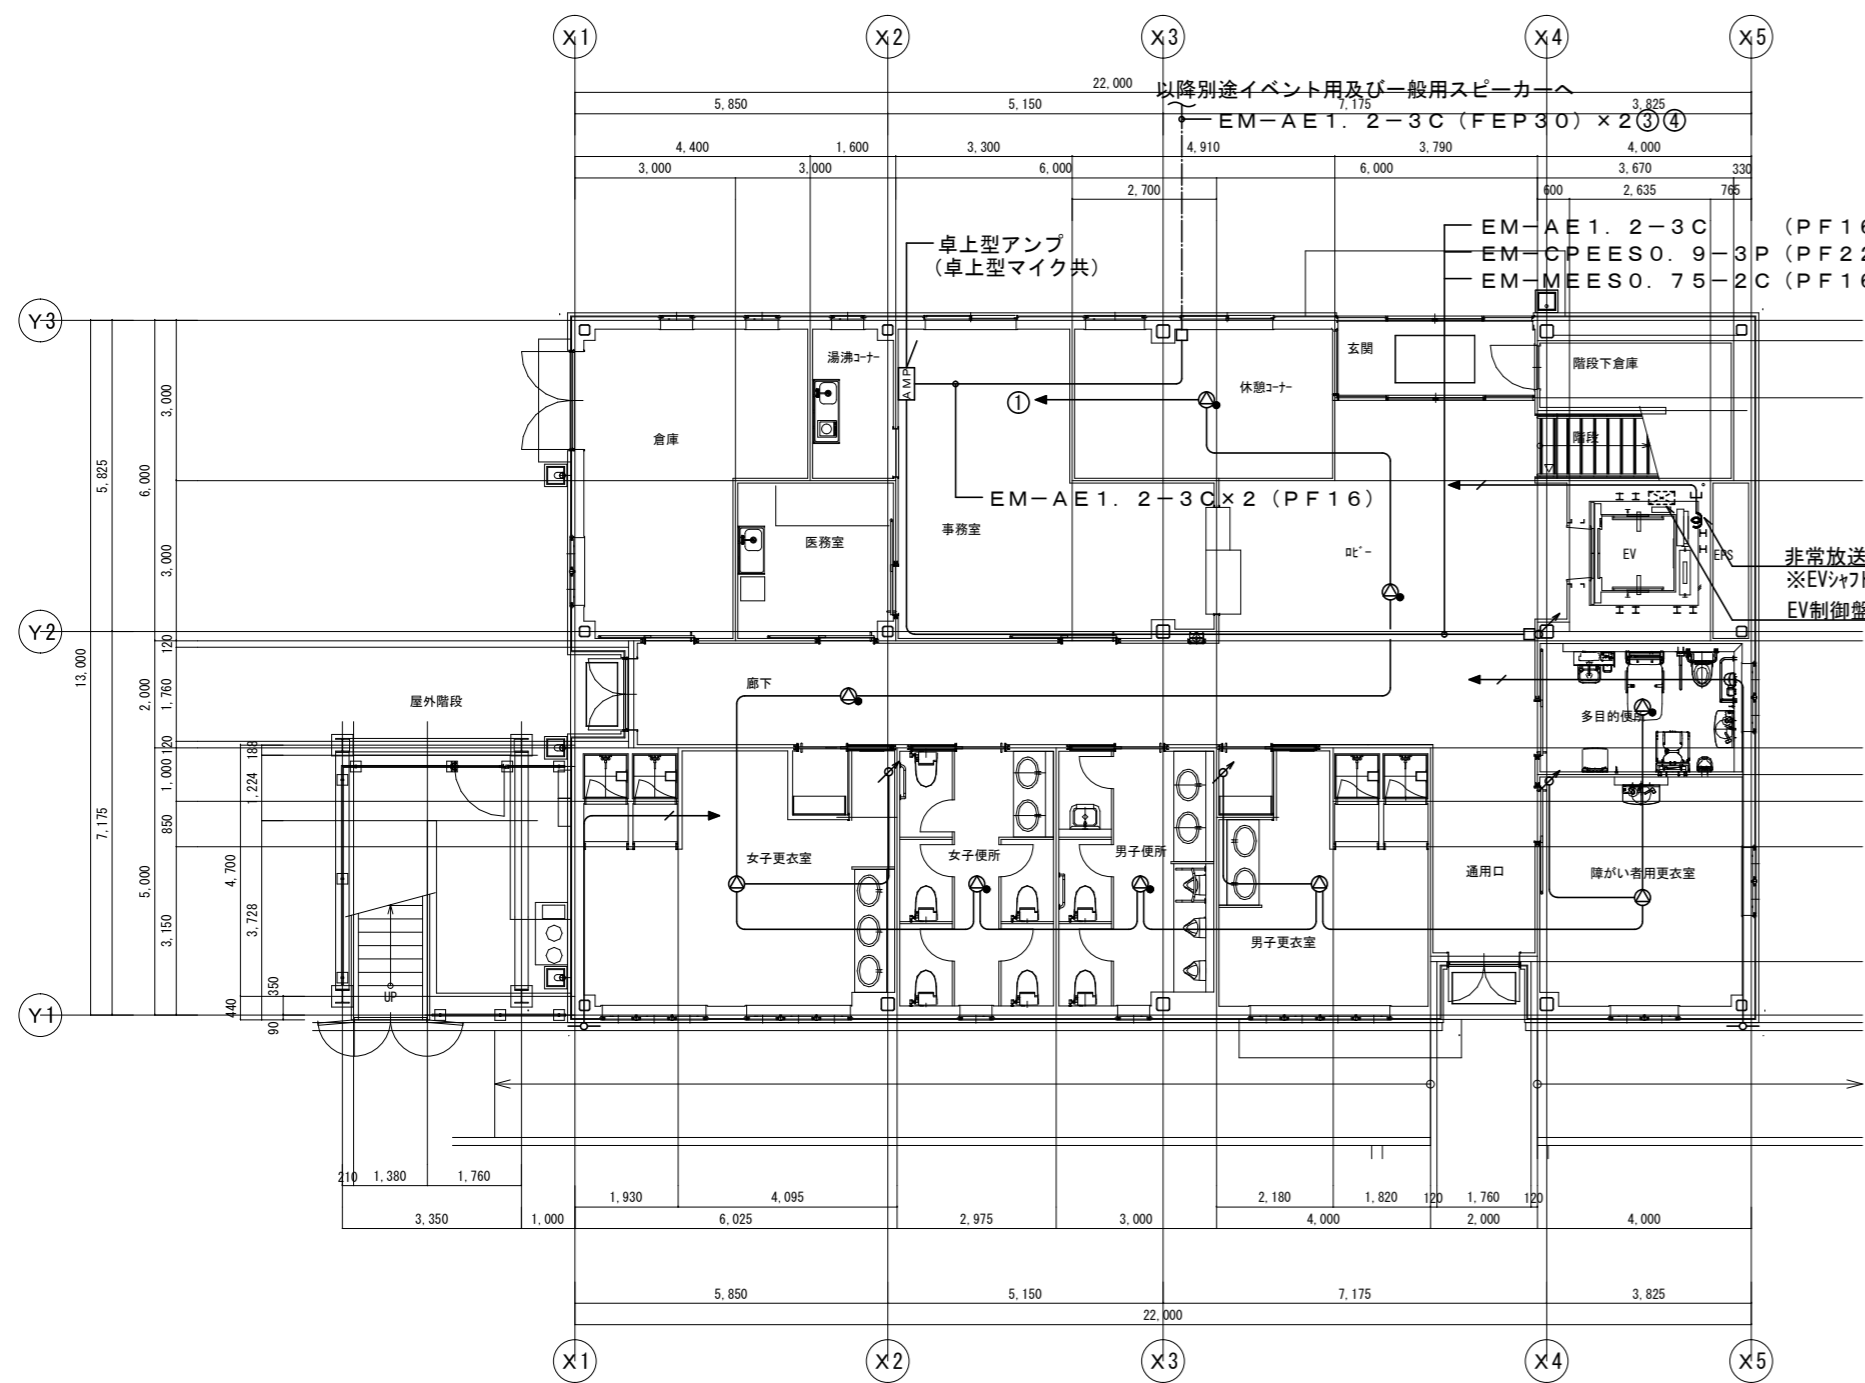 X1 X2 X3 X4 X5
22,000
以降別途イベント用及び一般用スピーカーへ
5,850 5,150 7,175 3,825
EM－AE1．2－3C（FEP30）×2③④
4,400 1,600 3,300 4,910 3,790 4,000
3,000 3,000 6,000 6,000 3,670 330
2,700 600 2,635 765
EM－AE1．2－3C （PF16
EM－CPEES0．9－3P（PF22
EM－MEES0．75－2C（PF16
卓上型アンプ
（卓上型マイク共）
Y3
湯沸コーナー
玄関
階段下倉庫
AMP
休憩コーナー
①
倉庫
階段
3,000
5,825
6,000
EM－AE1．2－3C×2（PF16）
事務室
医務室
ロビー
EV
EPS
非常放送
※EVシャフト
EV制御盤
3,000
Y2
120
13,000
2,000
1,760
廊下
屋外階段
多目的便所
120
188
1,000
1,224
850
7,175
4,700
5,000
女子更衣室
女子便所
男子便所
通用口
障がい者用更衣室
3,728
3,150
男子更衣室
350
440
90
UP
Y1
210 1,380 1,760
1,930 4,095 2,180 1,820 120 1,760 120
3,350 1,000 6,025 2,975 3,000 4,000 2,000 4,000
5,850 5,150 7,175 3,825
22,000
X1 X2 X3 X4 X5